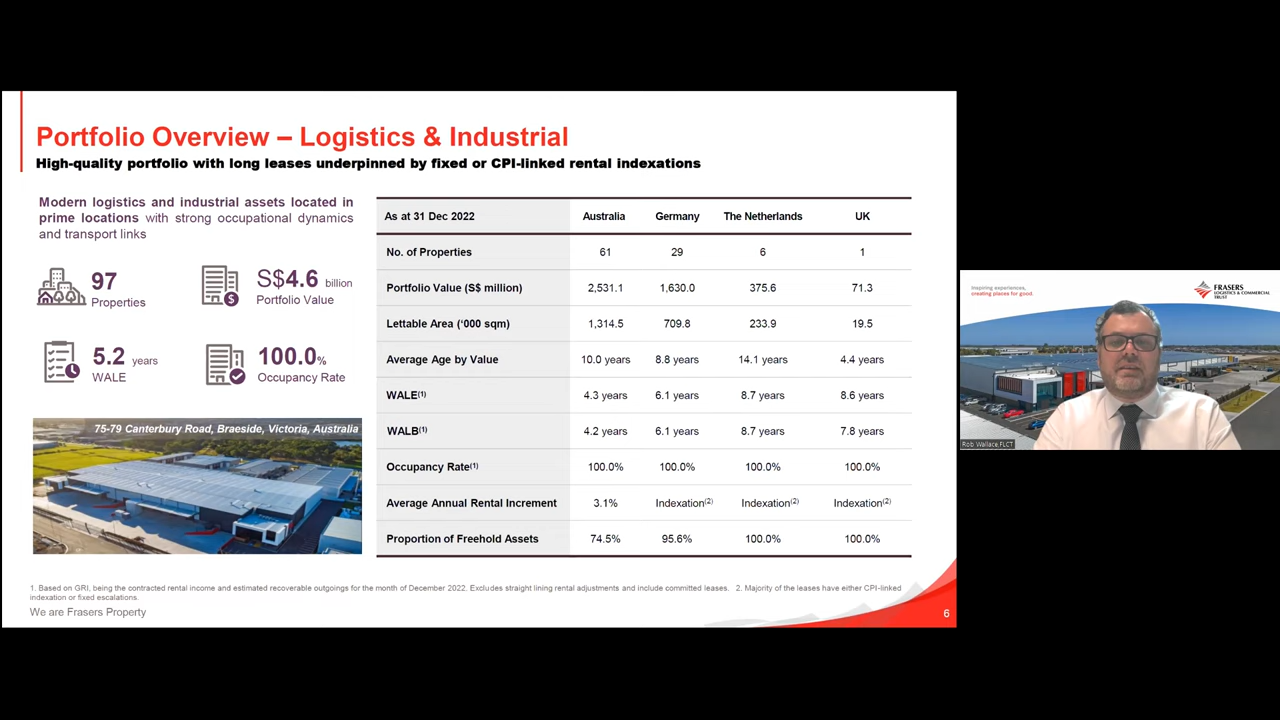 Portfolio Overview – Logistics & Industrial
High-quality portfolio with long leases underpinned by fixed or CPI-linked rental indexations
Modern logistics and industrial assets located in
prime locations with strong occupational dynamics
and transport links
97
Properties
S$4.6 billion
Portfolio Value
5.2 years
WALE
100.0%
Occupancy Rate
75-79 Canterbury Road, Braeside, Victoria, Australia
As at 31 Dec 2022 Australia Germany The Netherlands UK
No. of Properties 61 29 6 1
Portfolio Value (S$ million) 2,531.1 1,630.0 375.6 71.3
Lettable Area (‘000 sqm) 1,314.5 709.8 233.9 19.5
Average Age by Value 10.0 years 8.8 years 14.1 years 4.4 years
WALE(1) 4.3 years 6.1 years 8.7 years 8.6 years
WALB(1) 4.2 years 6.1 years 8.7 years 7.8 years
Occupancy Rate(1) 100.0% 100.0% 100.0% 100.0%
Average Annual Rental Increment 3.1% Indexation(2) Indexation(2) Indexation(2)
Proportion of Freehold Assets 74.5% 95.6% 100.0% 100.0%
1. Based on GRI, being the contracted rental income and estimated recoverable outgoings for the month of December 2022. Excludes straight lining rental adjustments and include committed leases. 2. Majority of the leases have either CPI-linked
indexation or fixed escalations.
We are Frasers Property
6
Inspiring experiences,
creating places for good.
FRASERS
LOGISTICS & COMMERCIAL
TRUST
Rob Wallace,FLCT